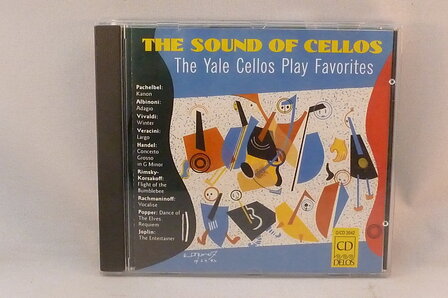 THE SOUND OF CELLOS
The Yale Cellos Play Favorites
Pachelbel:
Kanon
Albinoni:
Adagio
Vivaldi:
Winter
Veracini:
Largo
Handel:
Concerto
Grosso
in G Minor
Rimsky-
Korsakoff:
Flight of the
Bumblebee
Rachmaninoff:
Vocalise
Popper: Dance of
The Elves
Requiem
Joplin:
The Entertainer
D/CD 3042
CD
DELOS